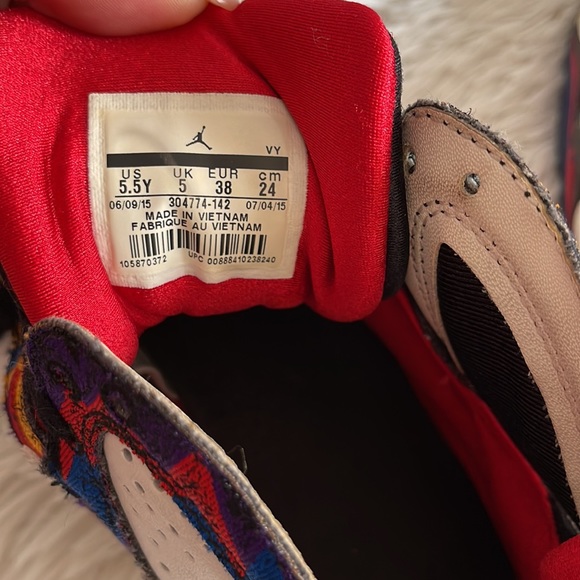 VY
US UK EUR cm
5.5Y 5 38 24
06/09/15 304774-142 07/04/15
MADE IN VIETNAM
FABRIQUE AU VIETNAM
105870372 UPC 00888410238240